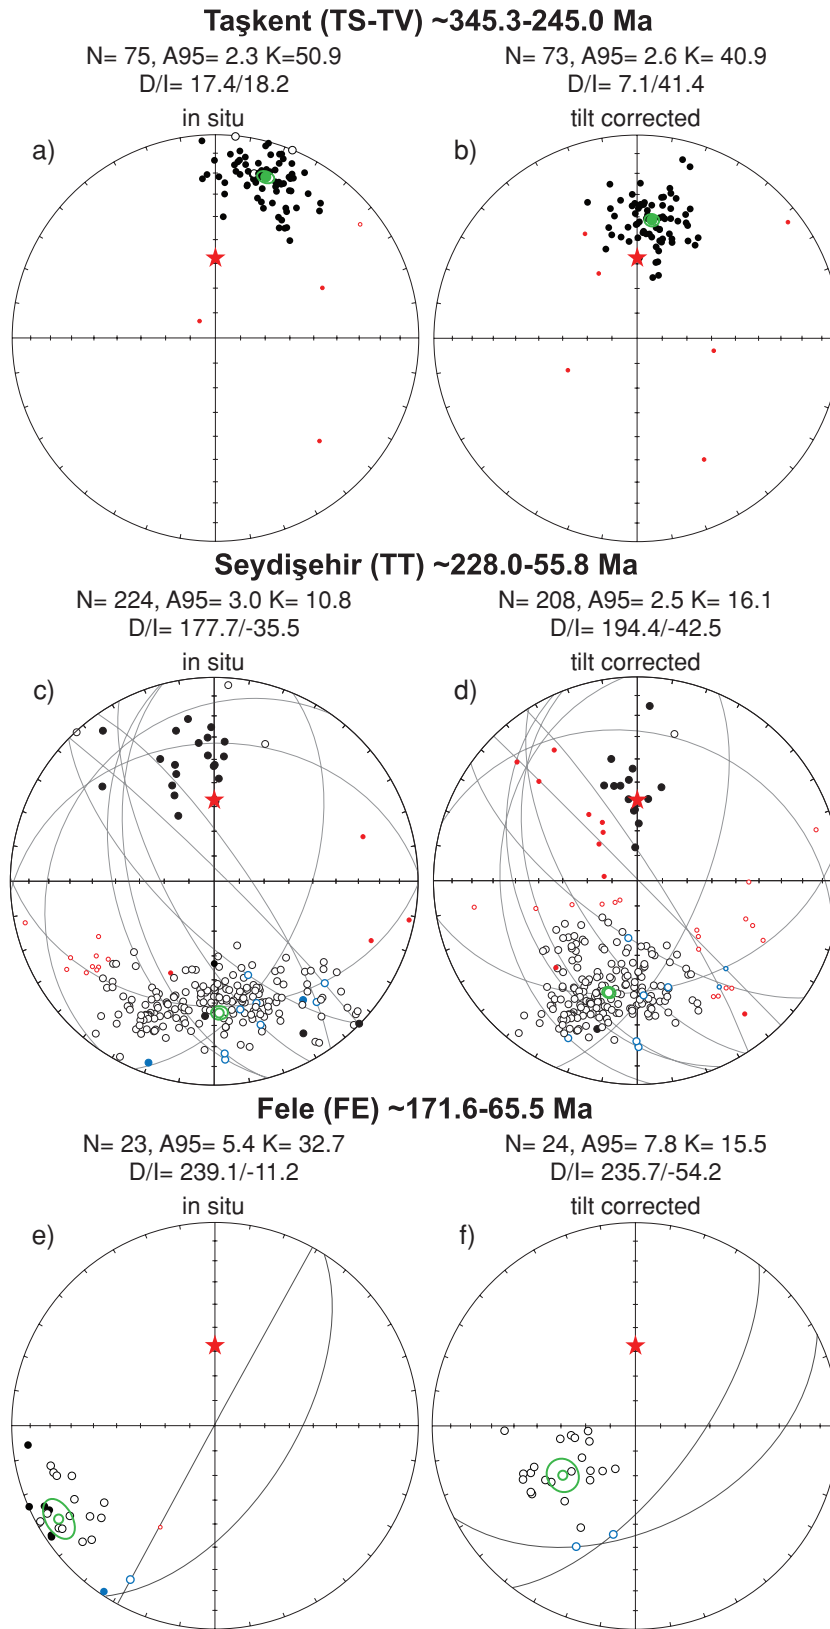 Taşkent (TS-TV) ~345.3-245.0 Ma
N= 75, A95= 2.3 K=50.9
D/I= 17.4/18.2
in situ
a)
N= 73, A95= 2.6 K= 40.9
D/I= 7.1/41.4
tilt corrected
b)
Seydişehir (TT) ~228.0-55.8 Ma
N= 224, A95= 3.0 K= 10.8
D/I= 177.7/-35.5
in situ
c)
N= 208, A95= 2.5 K= 16.1
D/I= 194.4/-42.5
tilt corrected
d)
Fele (FE) ~171.6-65.5 Ma
N= 23, A95= 5.4 K= 32.7
D/I= 239.1/-11.2
in situ
e)
N= 24, A95= 7.8 K= 15.5
D/I= 235.7/-54.2
tilt corrected
f)